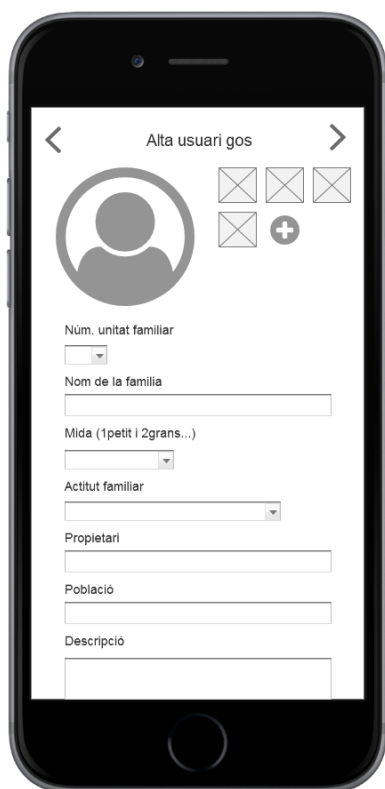 Alta usuari gos
Núm. unitat familiar
Nom de la familia
Mida (1petit i 2grans...)
Actitut familiar
Propietari
Població
Descripció